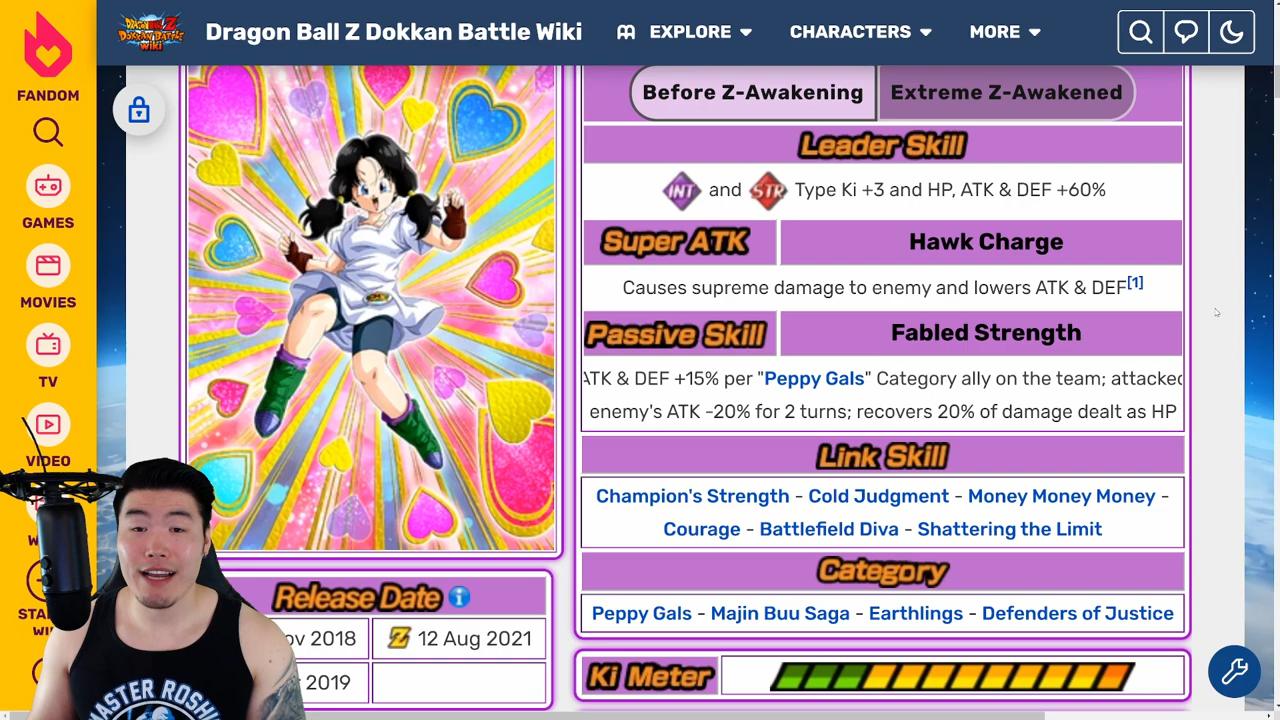 DRAGON BALL Z
DOKKAN BATTLE
WIKI
Dragon Ball Z Dokkan Battle Wiki
EXPLORE
CHARACTERS
MORE
FANDOM
GAMES
MOVIES
TV
VIDEO
Before Z-Awakening
Extreme Z-Awakened
Leader Skill
INT and STR Type Ki +3 and HP, ATK & DEF +60%
Super ATK
Hawk Charge
Causes supreme damage to enemy and lowers ATK & DEF[1]
Passive Skill
Fabled Strength
ATK & DEF +15% per "Peppy Gals" Category ally on the team; attacked
enemy's ATK -20% for 2 turns; recovers 20% of damage dealt as HP
Link Skill
Champion's Strength - Cold Judgment - Money Money Money -
Courage - Battlefield Diva - Shattering the Limit
Category
Peppy Gals - Majin Buu Saga - Earthlings - Defenders of Justice
Ki Meter
Release Date
2018
Z 12 Aug 2021
2019
MASTER ROSHI